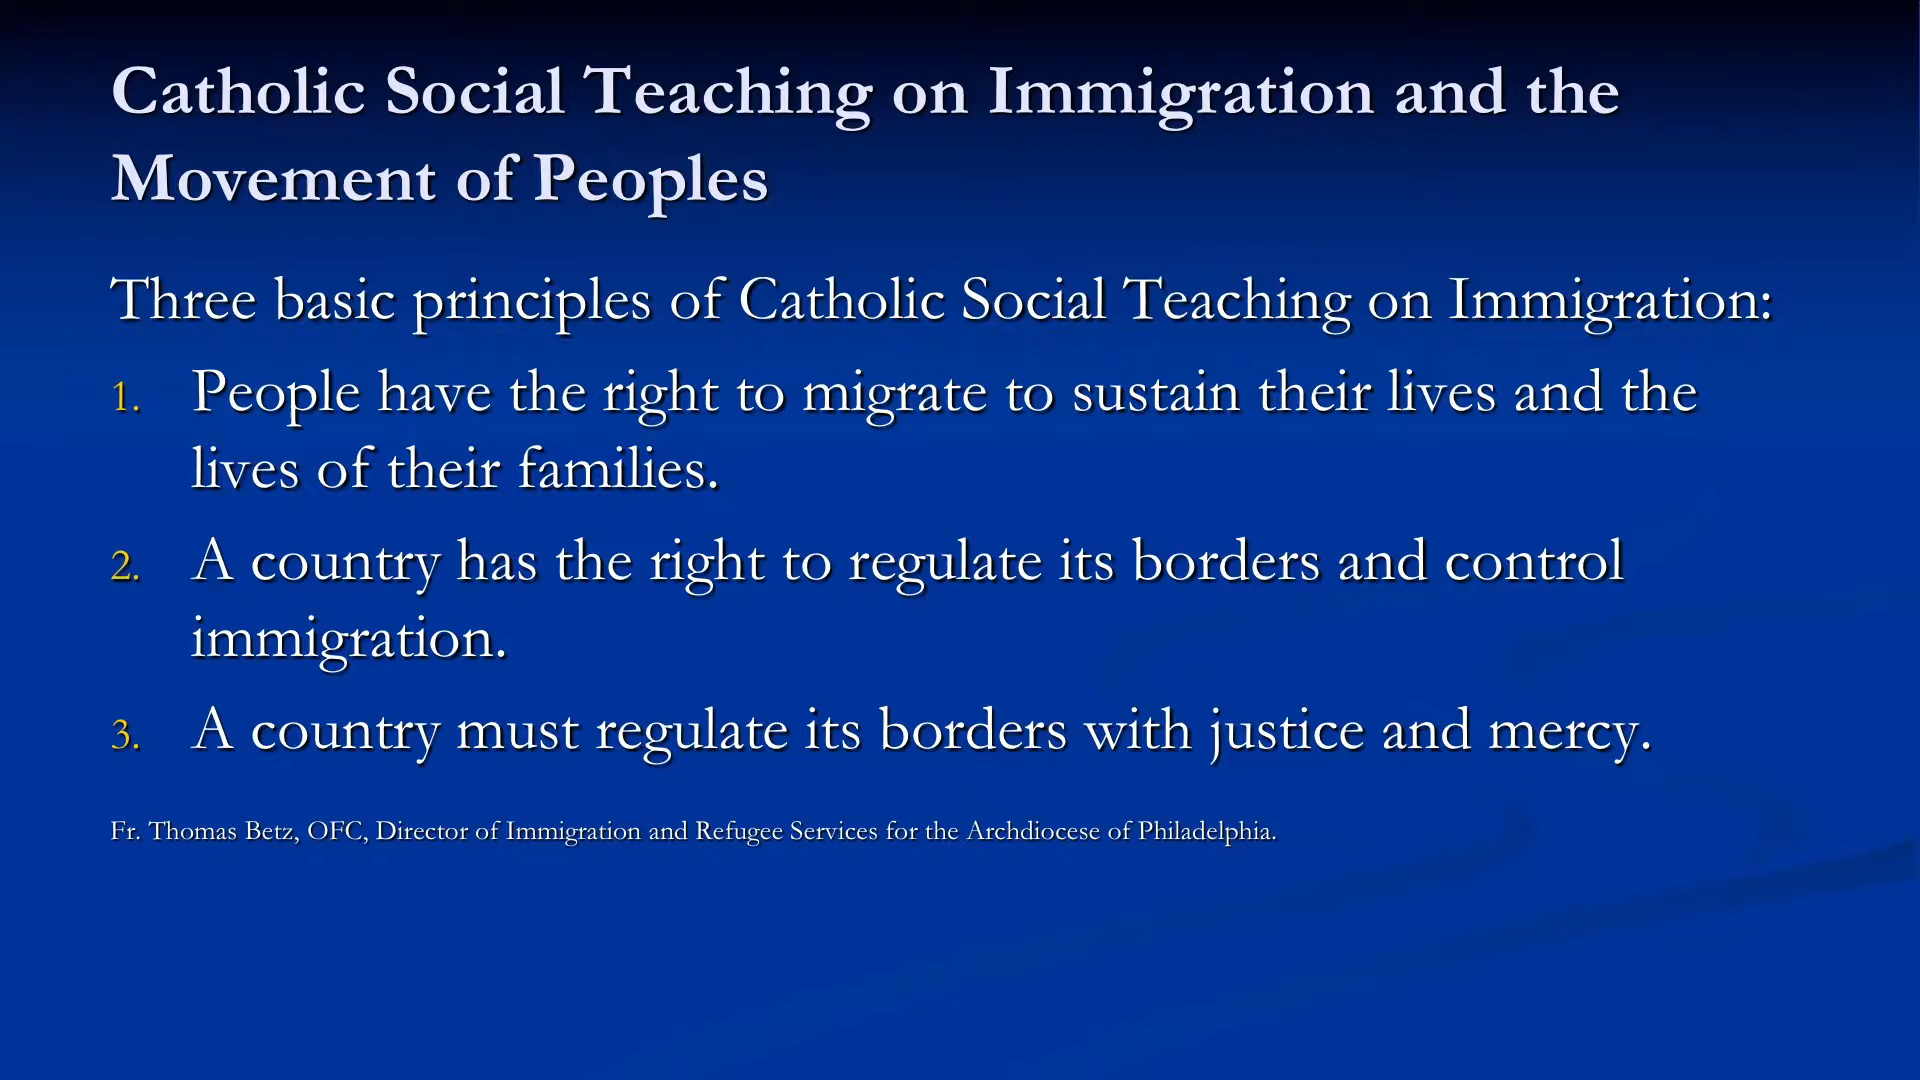 Catholic Social Teaching on Immigration and the
Movement of Peoples
Three basic principles of Catholic Social Teaching on Immigration:
1. People have the right to migrate to sustain their lives and the
lives of their families.
2. A country has the right to regulate its borders and control
immigration.
3. A country must regulate its borders with justice and mercy.
Fr. Thomas Betz, OFC, Director of Immigration and Refugee Services for the Archdiocese of Philadelphia.